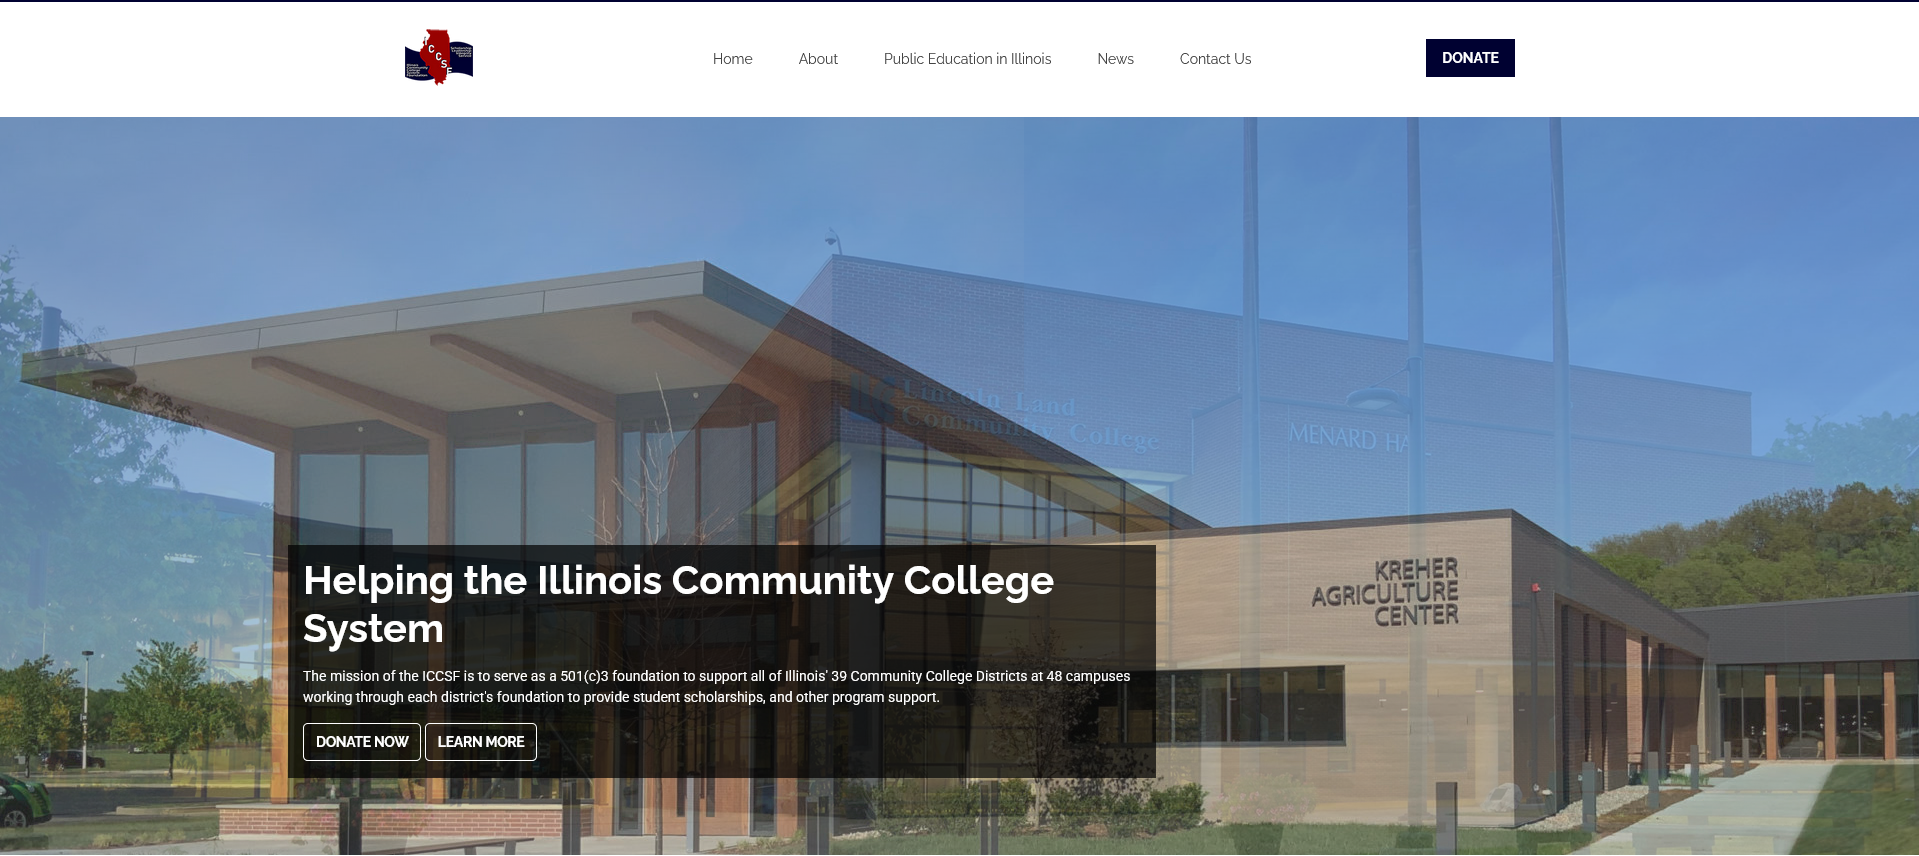 C
C
S
F
Home
About
Public Education in Illinois
News
Contact Us
DONATE
Lincoln Land
Community College
MENARD HALL
KREHER
AGRICULTURE
CENTER
Helping the Illinois Community College
System
The mission of the ICCSF is to serve as a 501(c)3 foundation to support all of Illinois' 39 Community College Districts at 48 campuses
working through each district's foundation to provide student scholarships, and other program support.
DONATE NOW
LEARN MORE